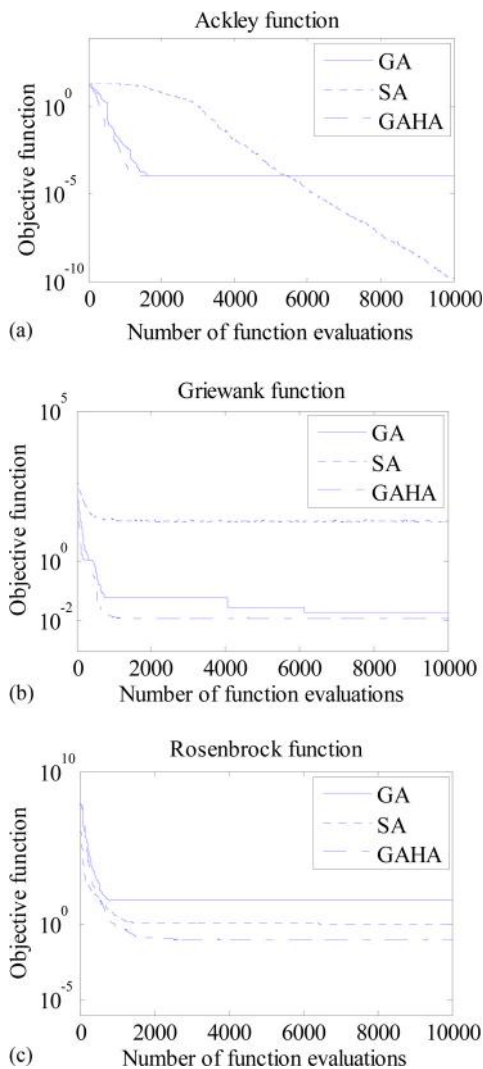 Ackley function
GA
SA
GAHA
10^0
10^-5
10^-10
Objective function
0 2000 4000 6000 8000 10000
Number of function evaluations
(a)
Griewank function
10^5
GA
SA
GAHA
10^0
10^-2
Objective function
0 2000 4000 6000 8000 10000
Number of function evaluations
(b)
Rosenbrock function
10^10
GA
SA
GAHA
10^0
10^-5
Objective function
0 2000 4000 6000 8000 10000
Number of function evaluations
(c)